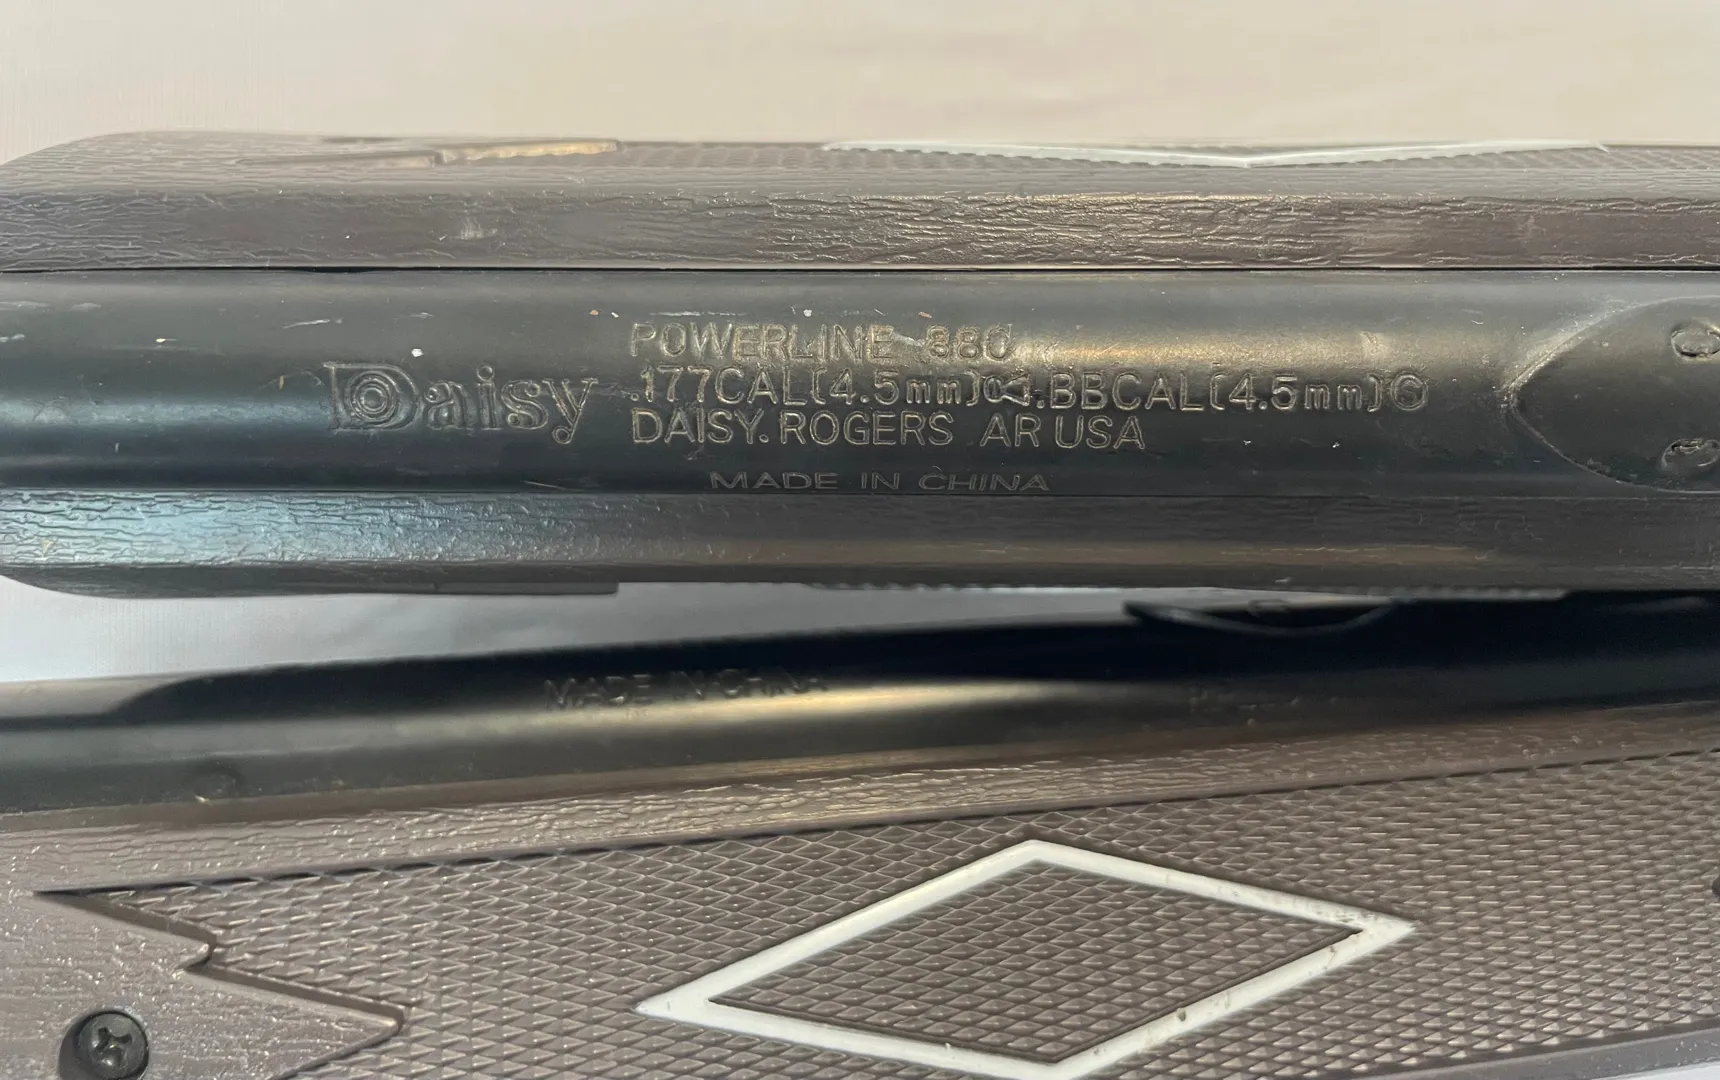 POWERLINE 880
Daisy .177CAL(4.5mm) OR .BBCAL(4.5mm)
DAISY. ROGERS AR USA
MADE IN CHINA
MADE IN CHINA